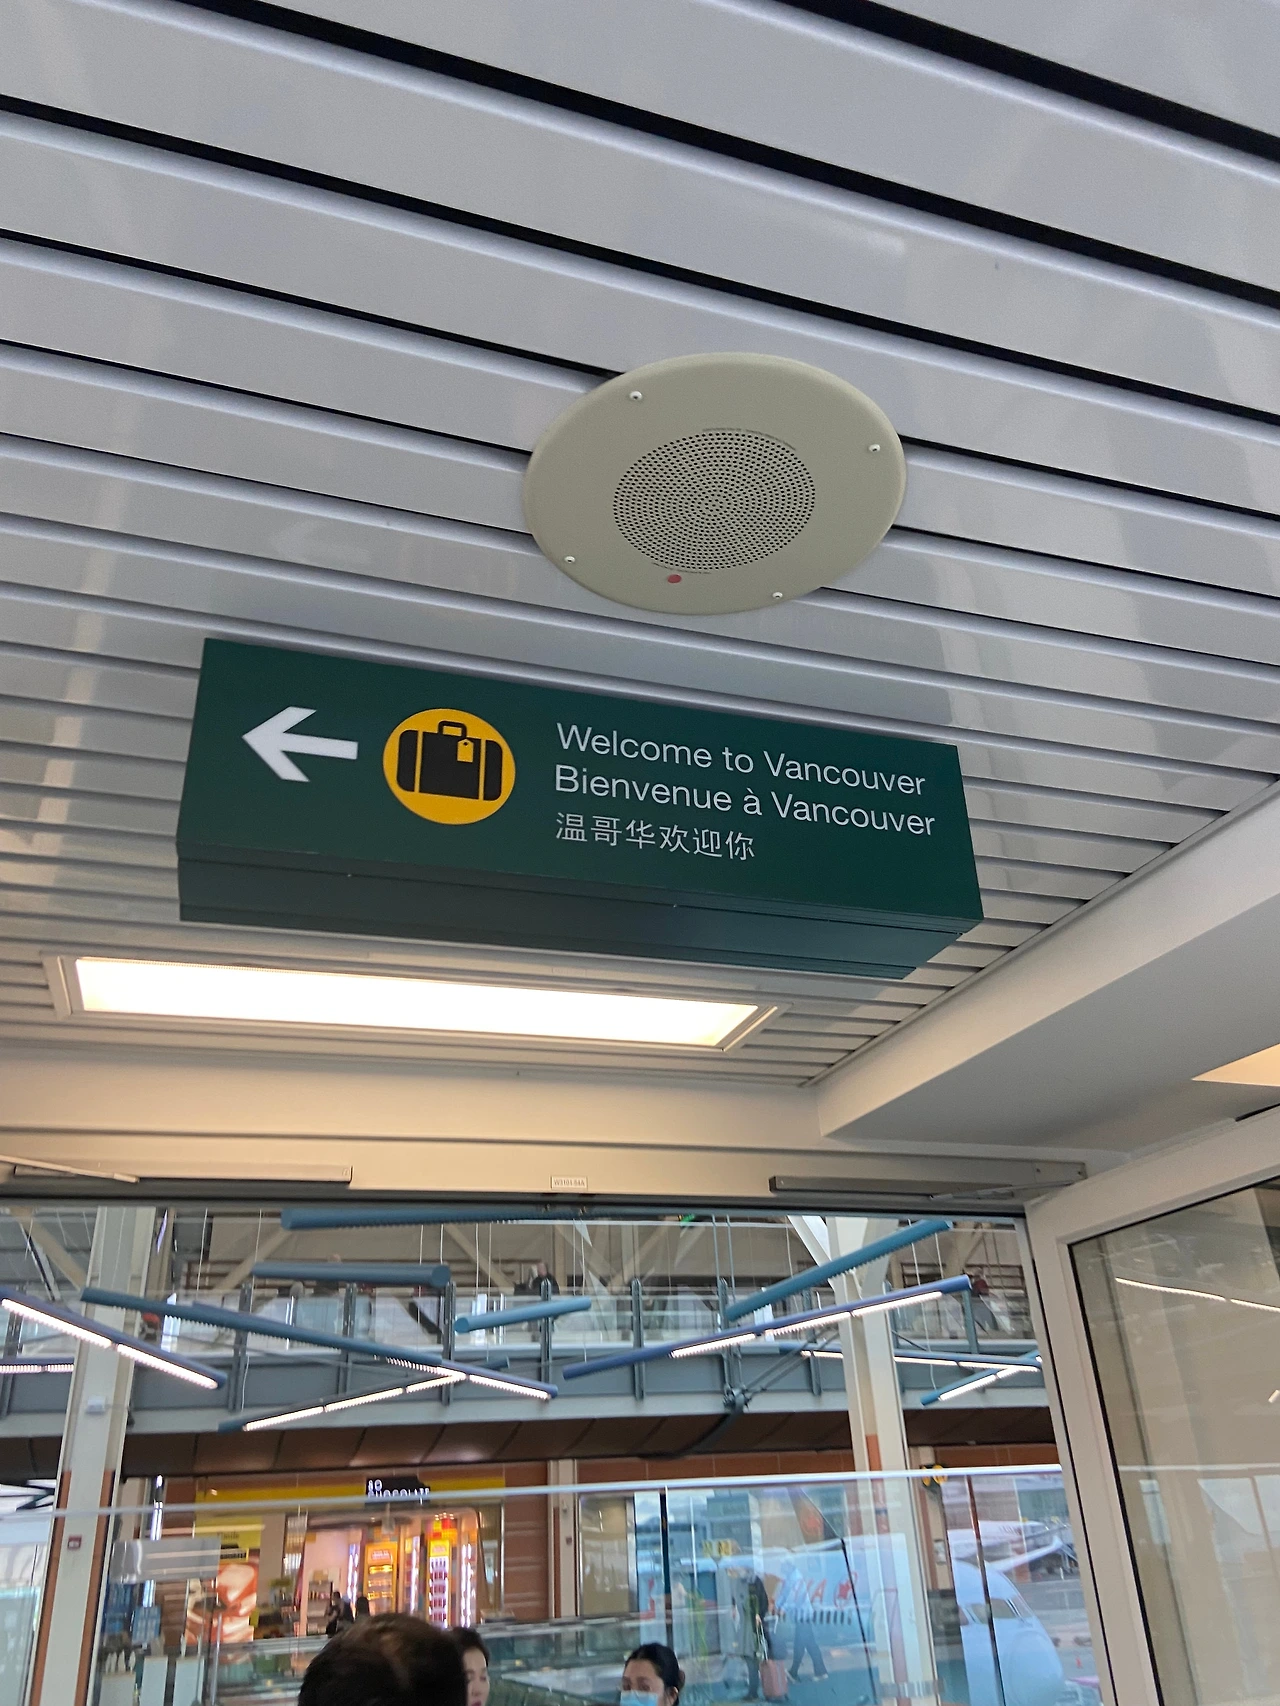 Welcome to Vancouver
Bienvenue à Vancouver
温哥华欢迎你